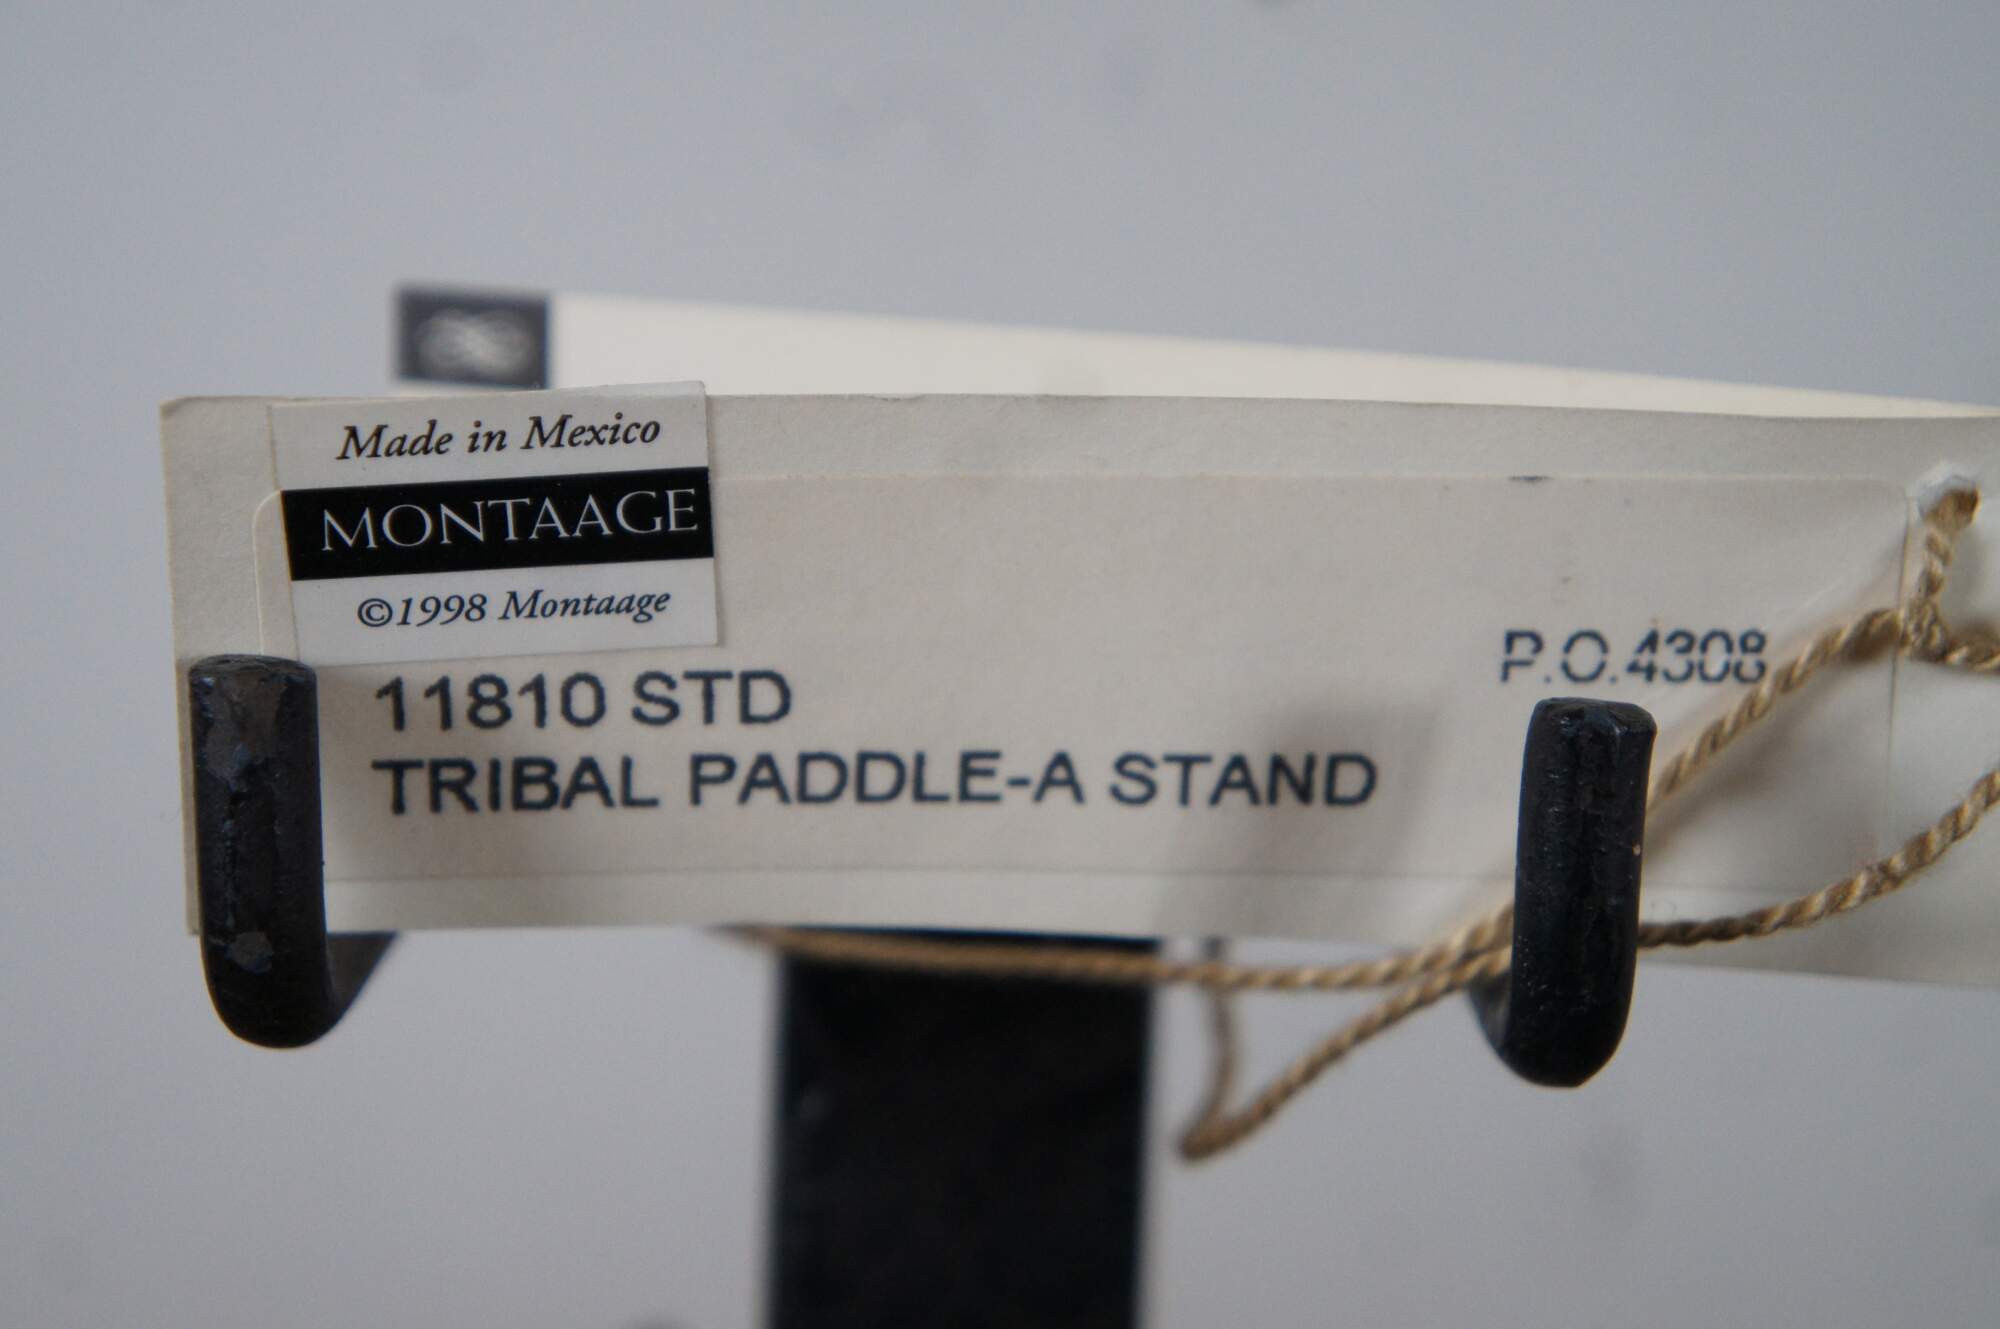 Made in Mexico
MONTAAGE
©1998 Montaage
P.O.4308
11810 STD
TRIBAL PADDLE-A STAND